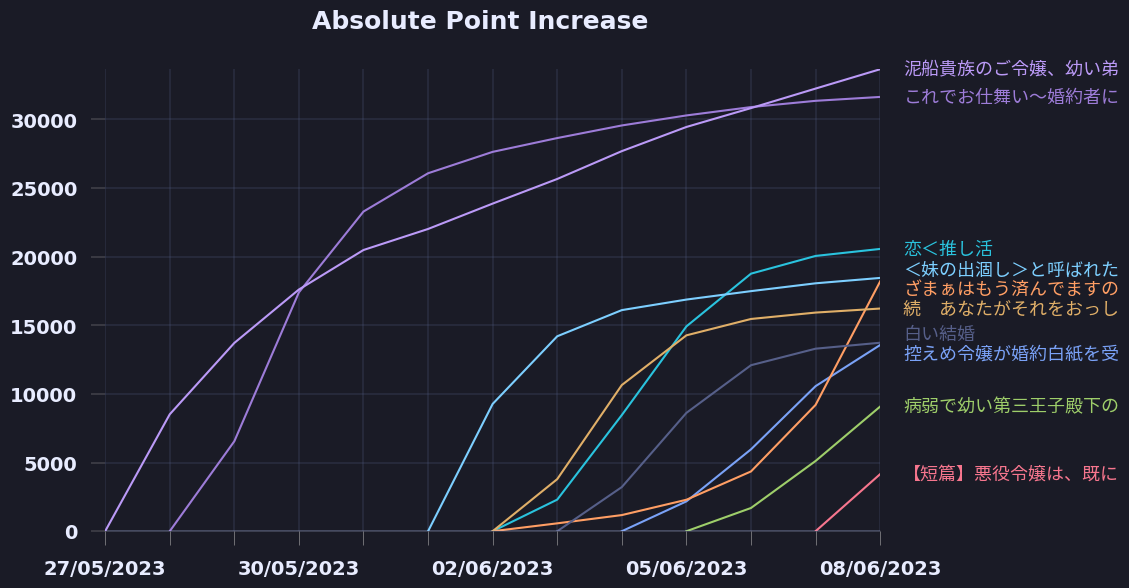 Absolute Point Increase
30000
25000
20000
15000
10000
5000
0
27/05/2023
30/05/2023
02/06/2023
05/06/2023
08/06/2023
泥船貴族のご令嬢、幼い弟
これでお仕舞い～婚約者に
恋＜推し活
＜妹の出涸し＞と呼ばれた
ざまぁはもう済んでますの
続　あなたがそれをおっし
白い結婚
控えめ令嬢が婚約白紙を受
病弱で幼い第三王子殿下の
【短篇】悪役令嬢は、既に